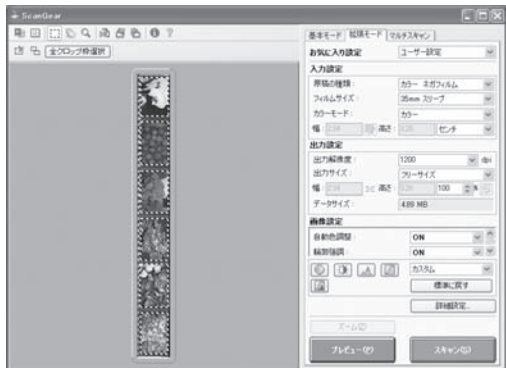 ScanGear
全クロップ枠選択
基本モード 拡張モード マルチスキャン
お気に入り設定 ユーザー設定
入力設定
原稿の種類： カラー ネガフィルム
フィルムサイズ： 35mm スリーブ
カラーモード： カラー
幅： 高さ： センチ
出力設定
出力解像度： 1200 dpi
出力サイズ： フリーサイズ
幅： 高さ： 100 %
データサイズ： 4.89 MB
画像設定
自動色調整： ON
輪郭強調： ON
カスタム
標準に戻す
詳細設定...
ズーム(Z)
プレビュー(P) スキャン(S)